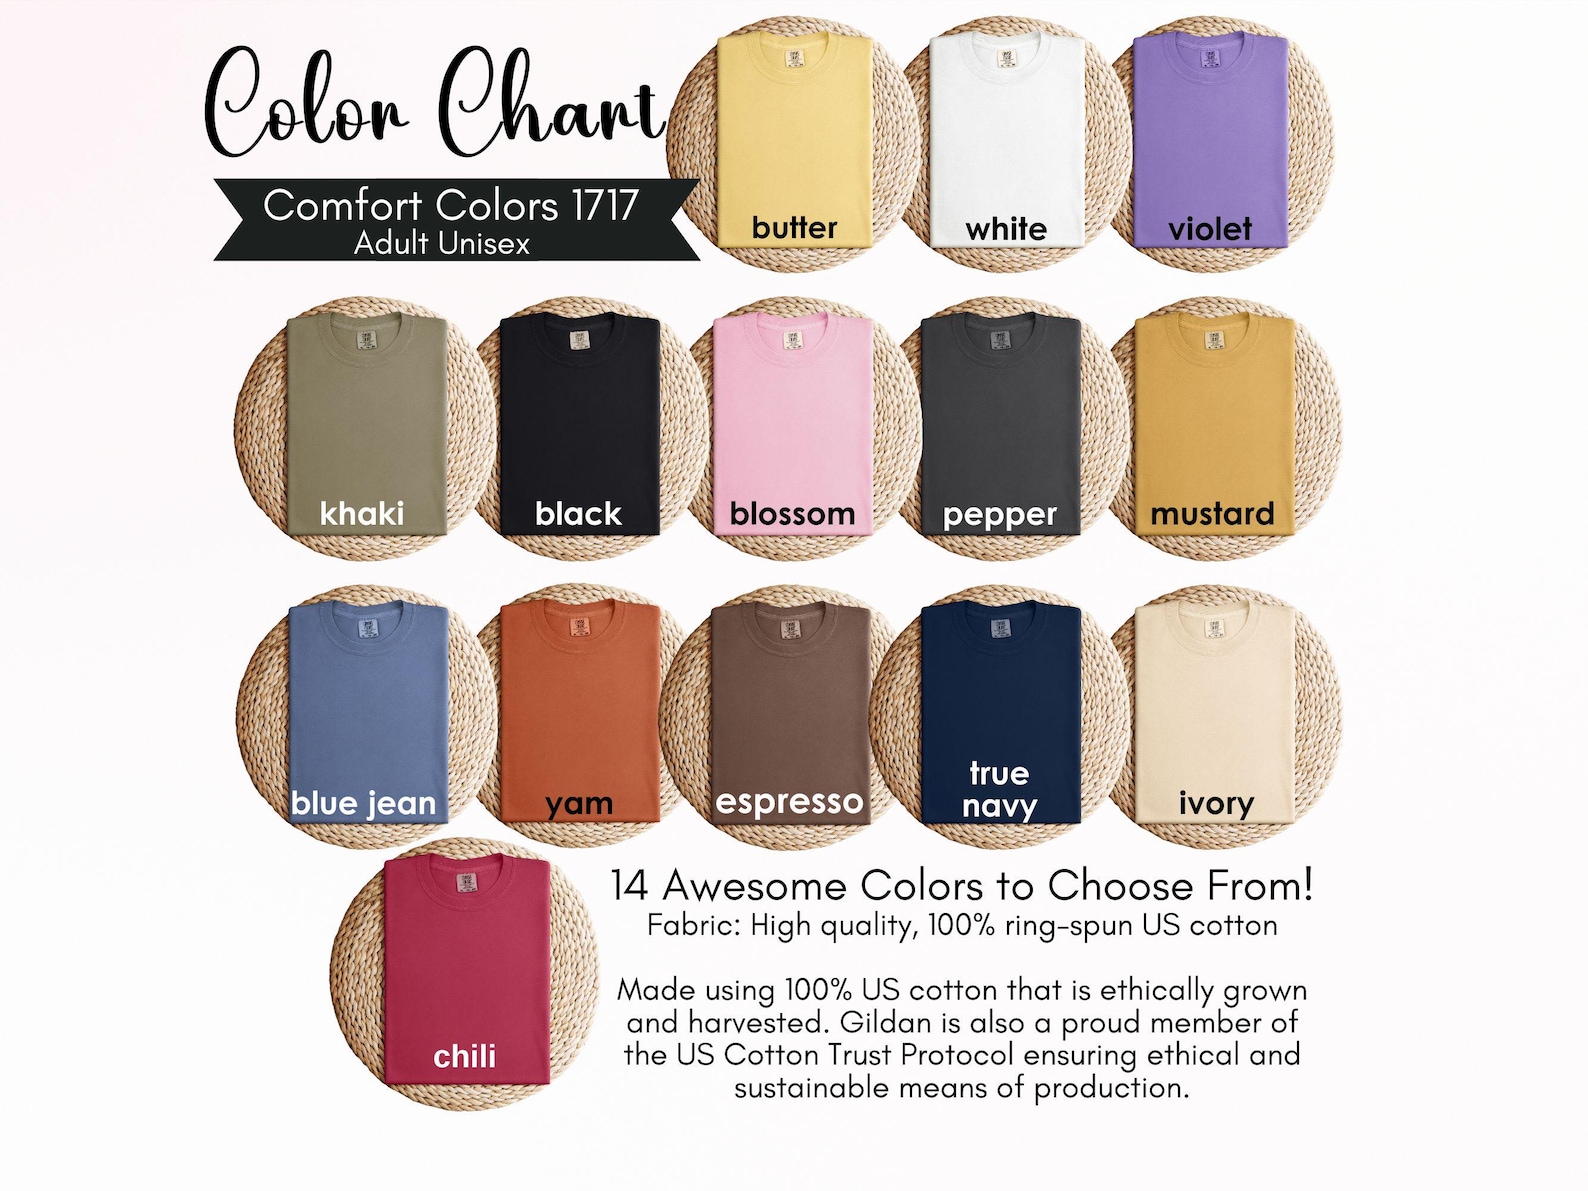 Color Chart
Comfort Colors 1717
Adult Unisex
butter
white
violet
khaki
black
blossom
pepper
mustard
blue jean
yam
espresso
true
navy
ivory
chili
14 Awesome Colors to Choose From!
Fabric: High quality, 100% ring-spun US cotton
Made using 100% US cotton that is ethically grown
and harvested. Gildan is also a proud member of
the US Cotton Trust Protocol ensuring ethical and
sustainable means of production.